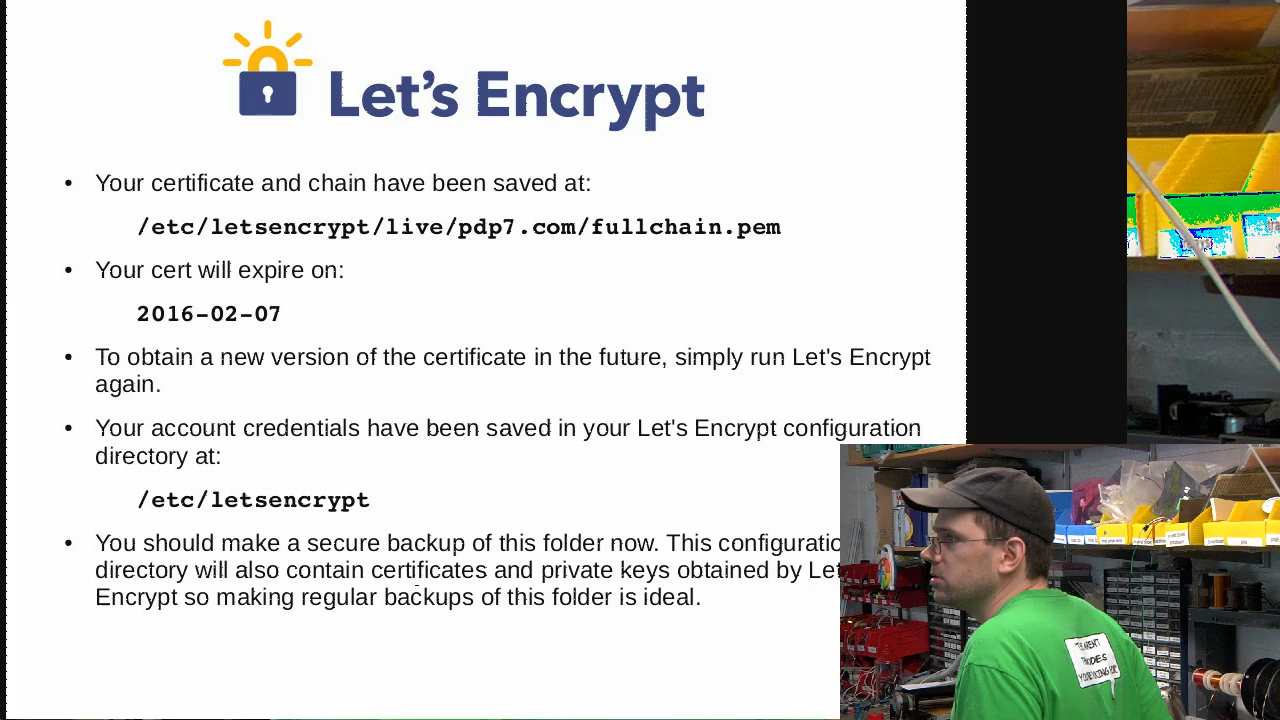 Let's Encrypt
• Your certificate and chain have been saved at:
/etc/letsencrypt/live/pdp7.com/fullchain.pem
• Your cert will expire on:
2016-02-07
• To obtain a new version of the certificate in the future, simply run Let's Encrypt
again.
• Your account credentials have been saved in your Let's Encrypt configuration
directory at:
/etc/letsencrypt
• You should make a secure backup of this folder now. This configuratio
directory will also contain certificates and private keys obtained by Let
Encrypt so making regular backups of this folder is ideal.